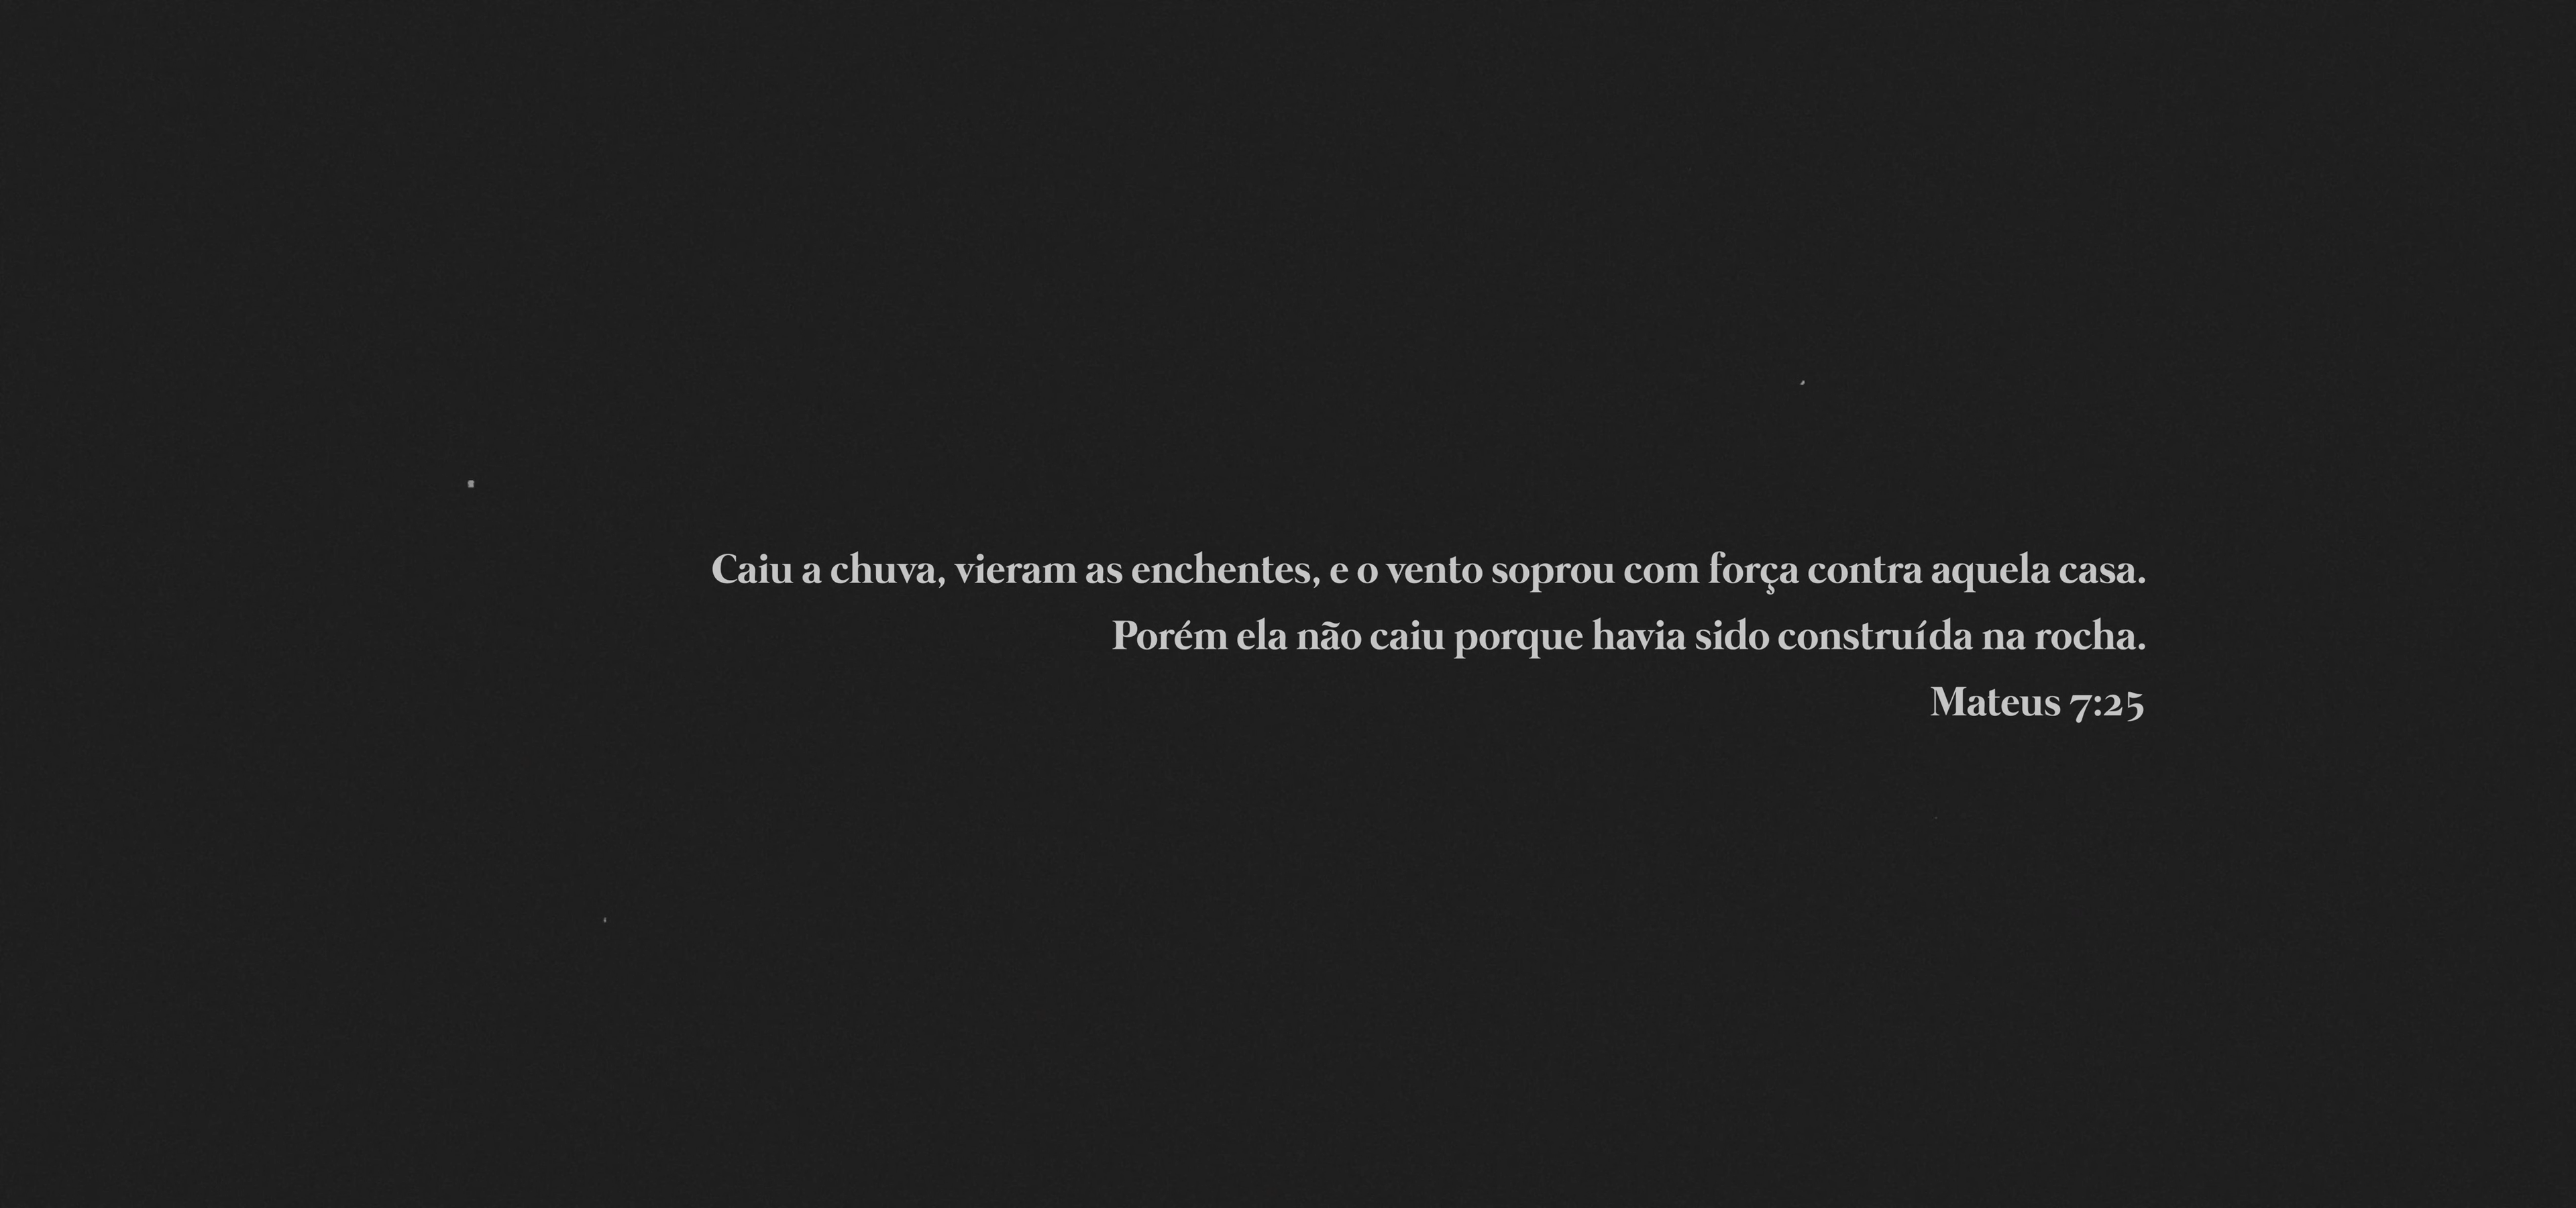 Caiu a chuva, vieram as enchentes, e o vento soprou com força contra aquela casa.
Porém ela não caiu porque havia sido construída na rocha.
Mateus 7:25